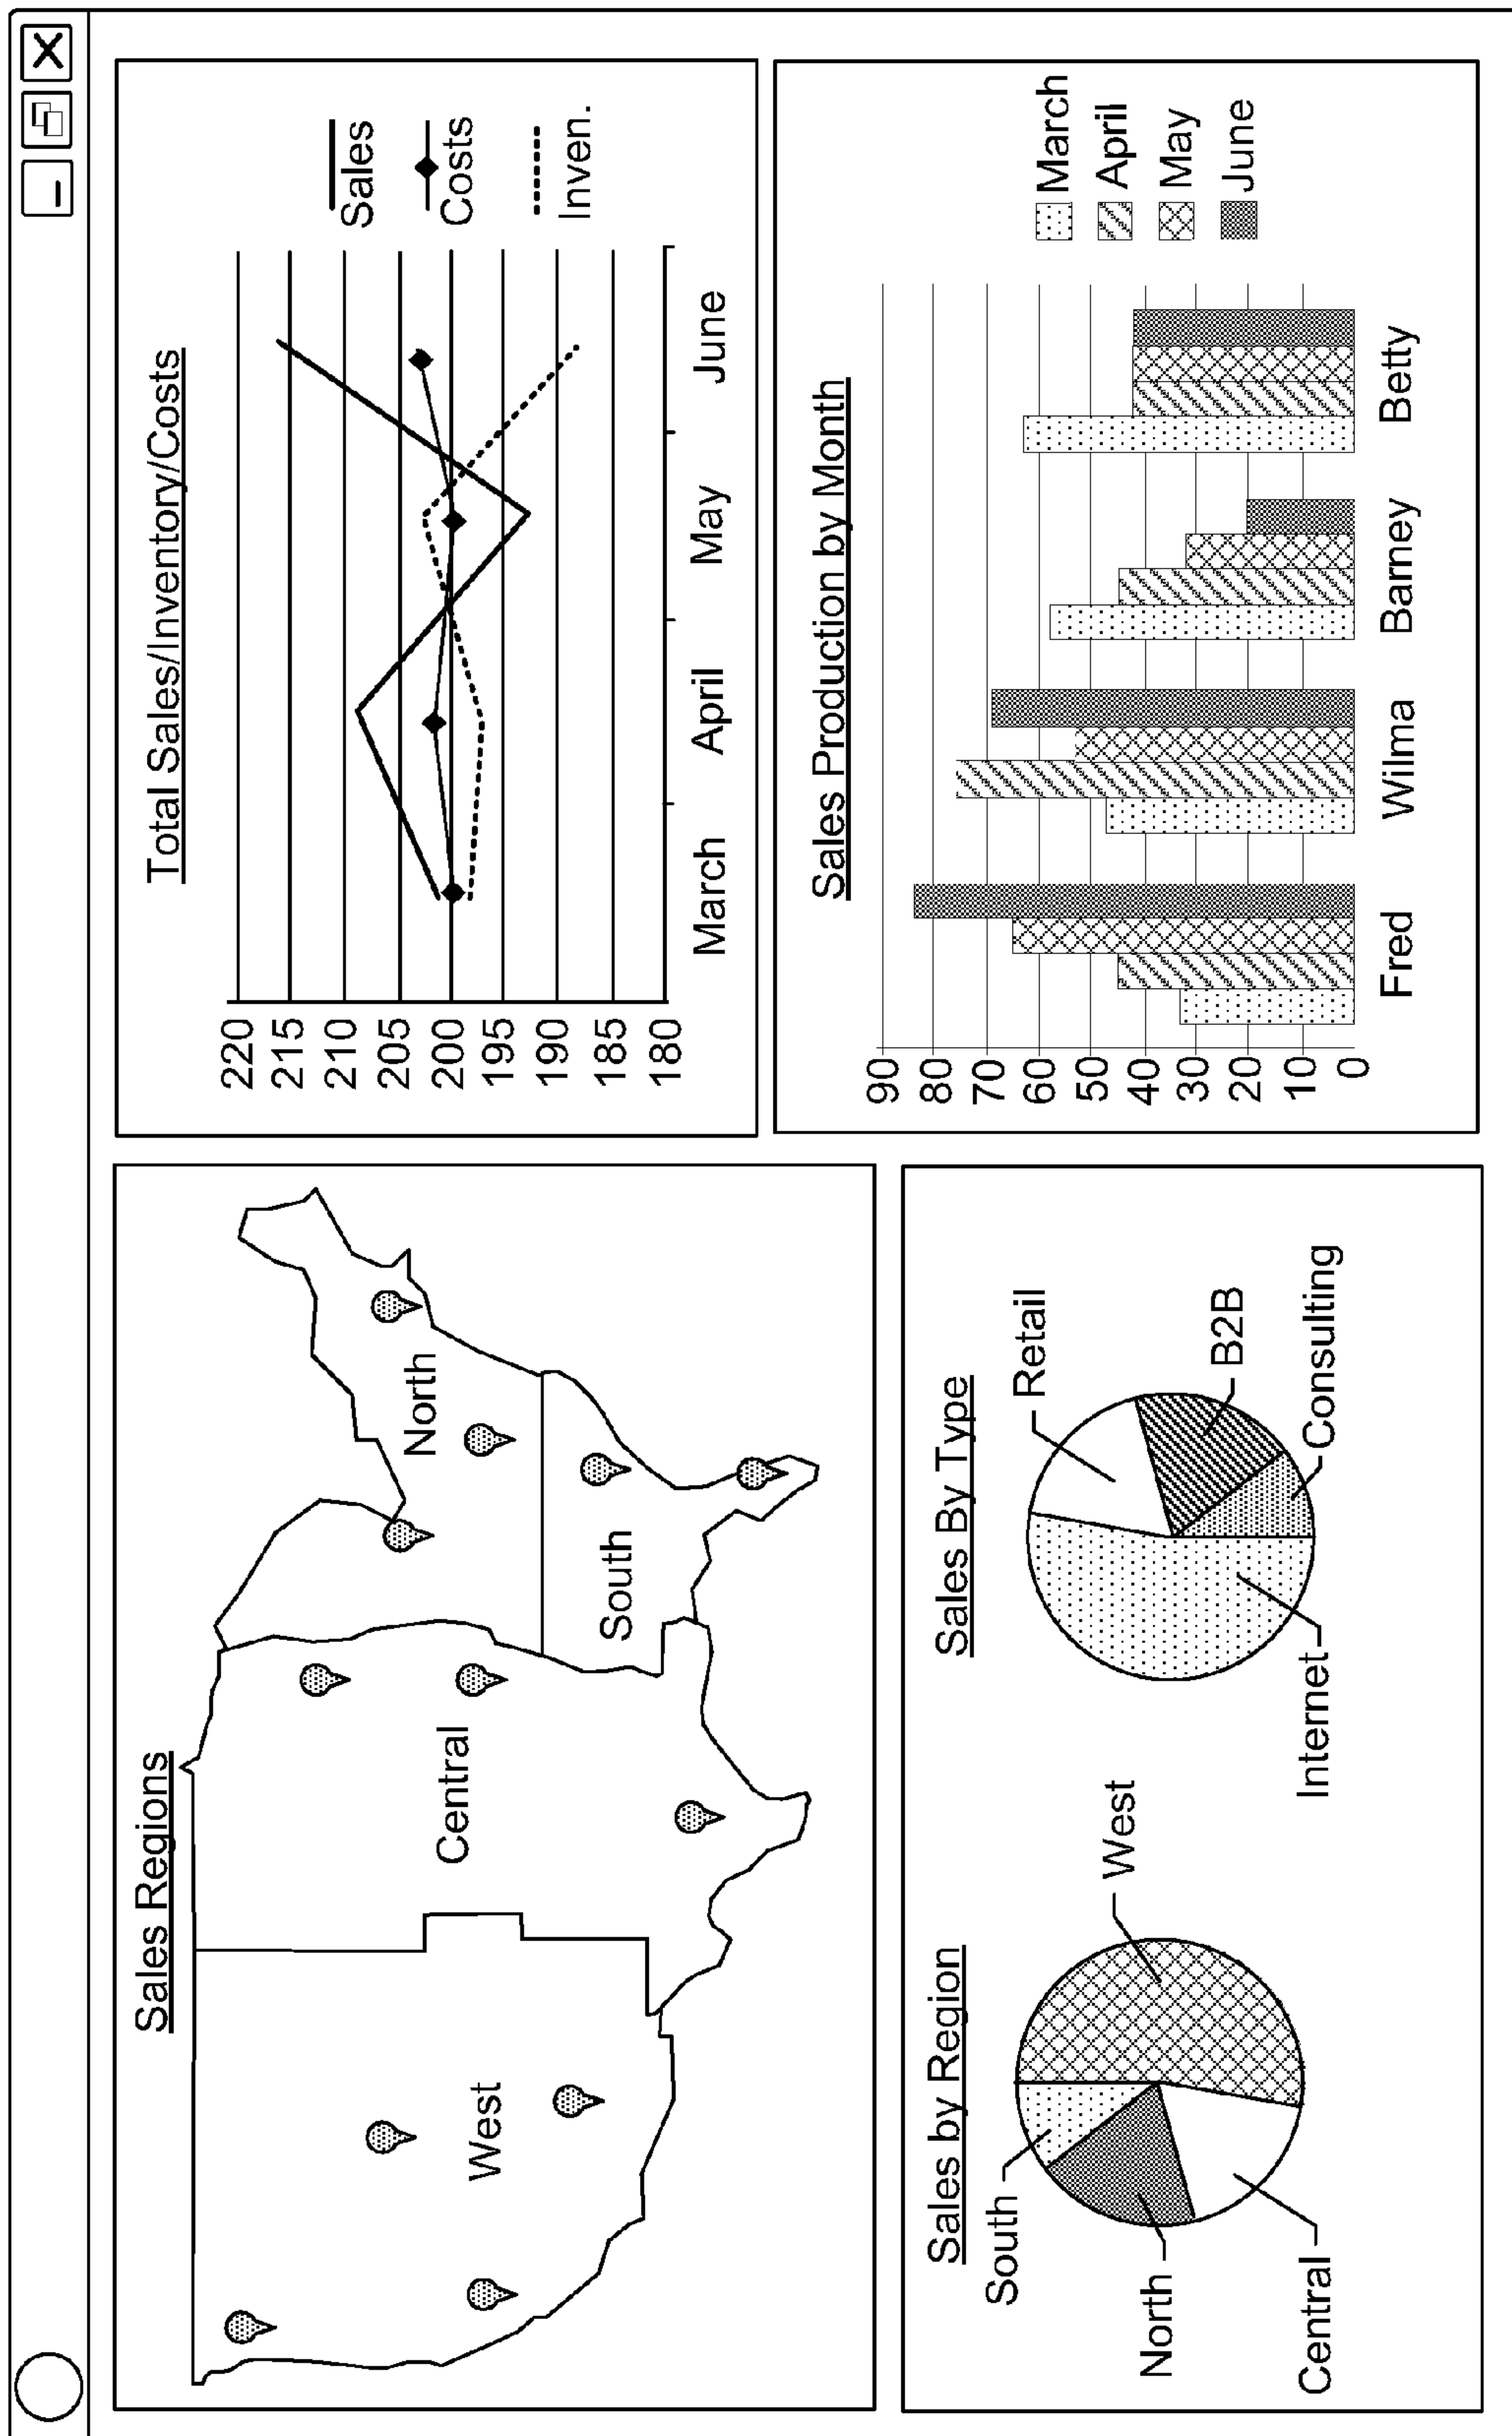 Sales Regions
West
Central
North
South
Total Sales/Inventory/Costs
220
215
210
205
200
195
190
185
180
March April May June
Sales
Costs
Inven.
Sales by Region
South
North
Central
West
Sales By Type
Retail
B2B
Consulting
Internet
Sales Production by Month
90
80
70
60
50
40
30
20
10
0
Fred Wilma Barney Betty
March
April
May
June